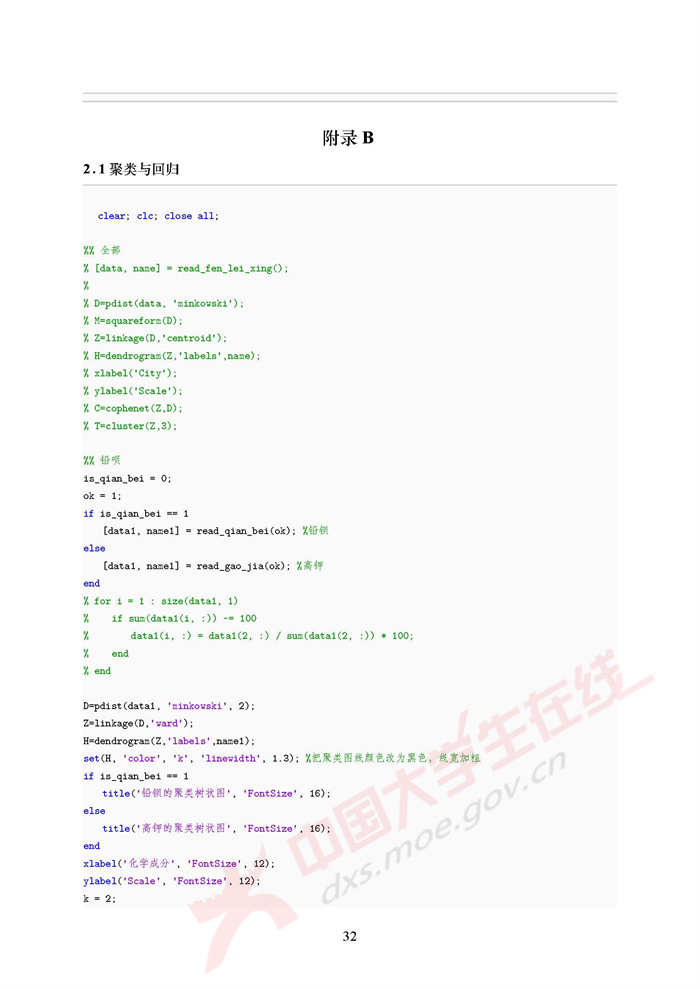 附录 B
2.1 聚类与回归
clear; clc; close all;
%% 全部
% [data, name] = read_fen_lei_xing();
%
% D=pdist(data, 'minkowski');
% M=squareform(D);
% Z=linkage(D,'centroid');
% H=dendrogram(Z,'labels',name);
% xlabel('City');
% ylabel('Scale');
% C=cophenet(Z,D);
% T=cluster(Z,3);
%% 铅呗
is_qian_bei = 0;
ok = 1;
if is_qian_bei == 1
[data1, name1] = read_qian_bei(ok); %铅钡
else
[data1, name1] = read_gao_jia(ok); %高钾
end
% for i = 1 : size(data1, 1)
% if sum(data1(i, :)) ~= 100
% data1(i, :) = data1(2, :) / sum(data1(2, :)) * 100;
% end
% end
D=pdist(data1, 'minkowski', 2);
Z=linkage(D,'ward');
H=dendrogram(Z,'labels',name1);
set(H, 'color', 'k', 'linewidth', 1.3); %把聚类图线颜色改为黑色，线宽加粗
if is_qian_bei == 1
title('铅钡的聚类树状图', 'FontSize', 16);
else
title('高钾的聚类树状图', 'FontSize', 16);
end
xlabel('化学成分', 'FontSize', 12);
ylabel('Scale', 'FontSize', 12);
k = 2;
中国大学生在线
dxs.moe.gov.cn
32